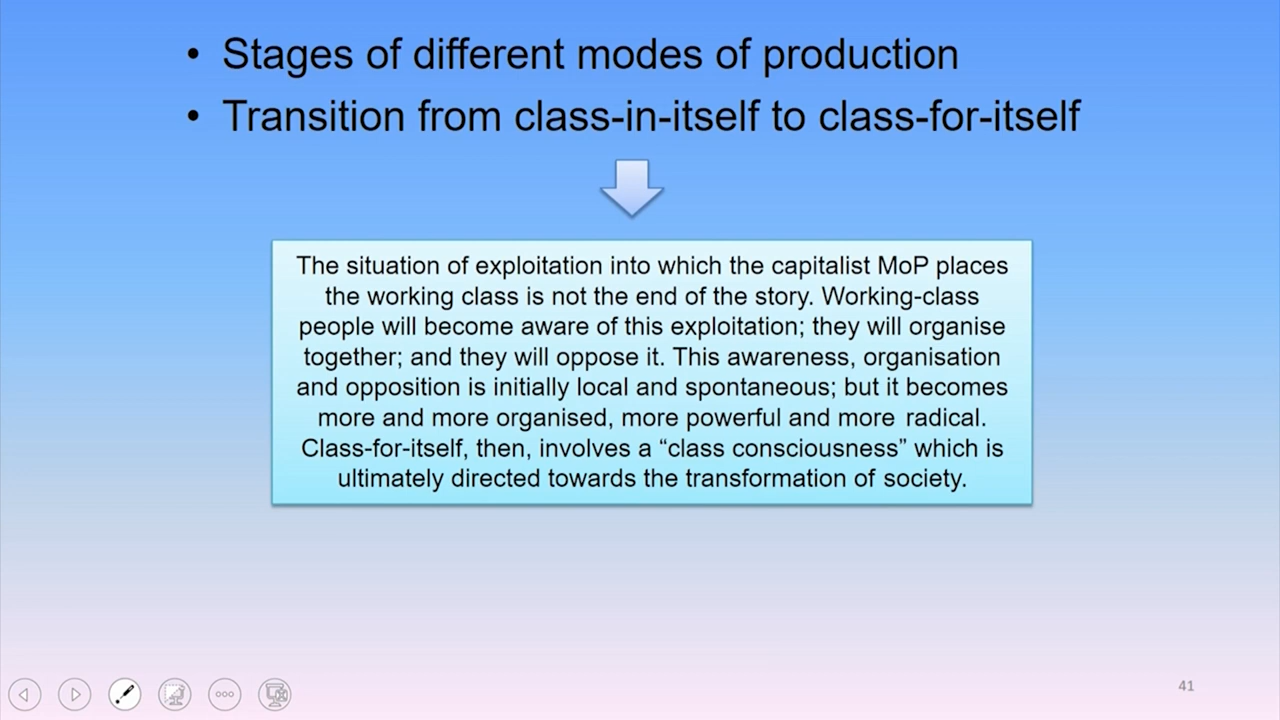 • Stages of different modes of production
• Transition from class-in-itself to class-for-itself
The situation of exploitation into which the capitalist MoP places
the working class is not the end of the story. Working-class
people will become aware of this exploitation; they will organise
together; and they will oppose it. This awareness, organisation
and opposition is initially local and spontaneous; but it becomes
more and more organised, more powerful and more radical.
Class-for-itself, then, involves a “class consciousness” which is
ultimately directed towards the transformation of society.
41